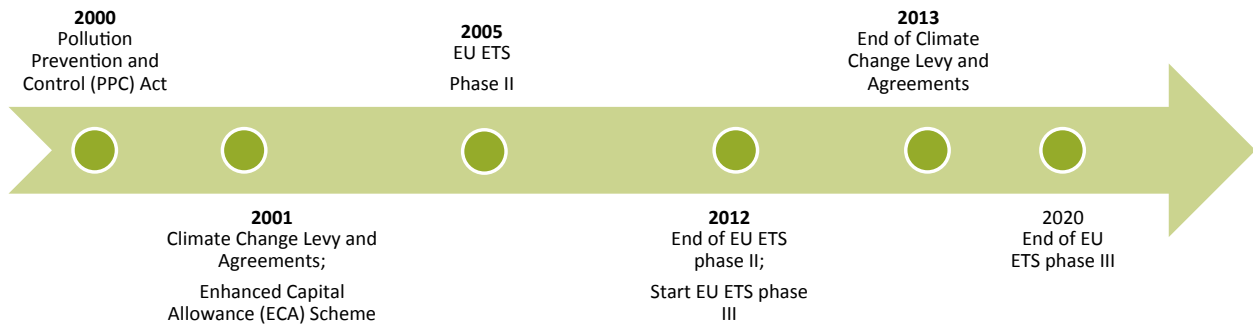 2000
Pollution
Prevention and
Control (PPC) Act
2001
Climate Change Levy and
Agreements;
Enhanced Capital
Allowance (ECA) Scheme
2005
EU ETS
Phase II
2012
End of EU ETS
phase II;
Start EU ETS phase
III
2013
End of Climate
Change Levy and
Agreements
2020
End of EU
ETS phase III